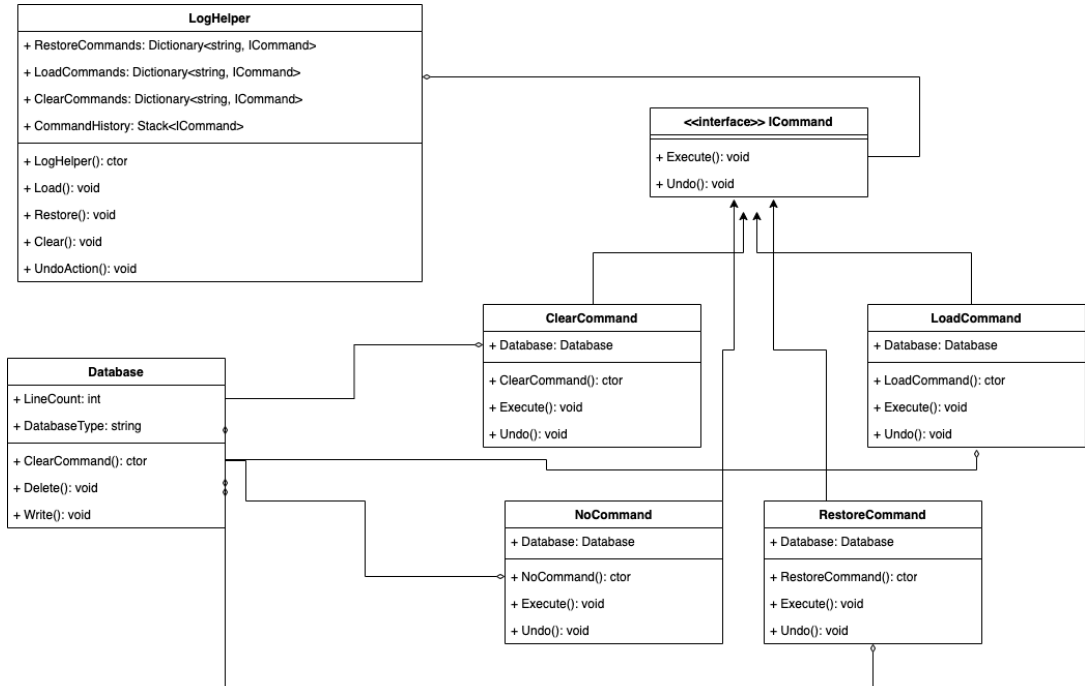 LogHelper
+ RestoreCommands: Dictionary<string, ICommand>
+ LoadCommands: Dictionary<string, ICommand>
+ ClearCommands: Dictionary<string, ICommand>
+ CommandHistory: Stack<ICommand>
+ LogHelper(): ctor
+ Load(): void
+ Restore(): void
+ Clear(): void
+ UndoAction(): void
<<interface>> ICommand
+ Execute(): void
+ Undo(): void
ClearCommand
+ Database: Database
+ ClearCommand(): ctor
+ Execute(): void
+ Undo(): void
LoadCommand
+ Database: Database
+ LoadCommand(): ctor
+ Execute(): void
+ Undo(): void
Database
+ LineCount: int
+ DatabaseType: string
+ ClearCommand(): ctor
+ Delete(): void
+ Write(): void
NoCommand
+ Database: Database
+ NoCommand(): ctor
+ Execute(): void
+ Undo(): void
RestoreCommand
+ Database: Database
+ RestoreCommand(): ctor
+ Execute(): void
+ Undo(): void